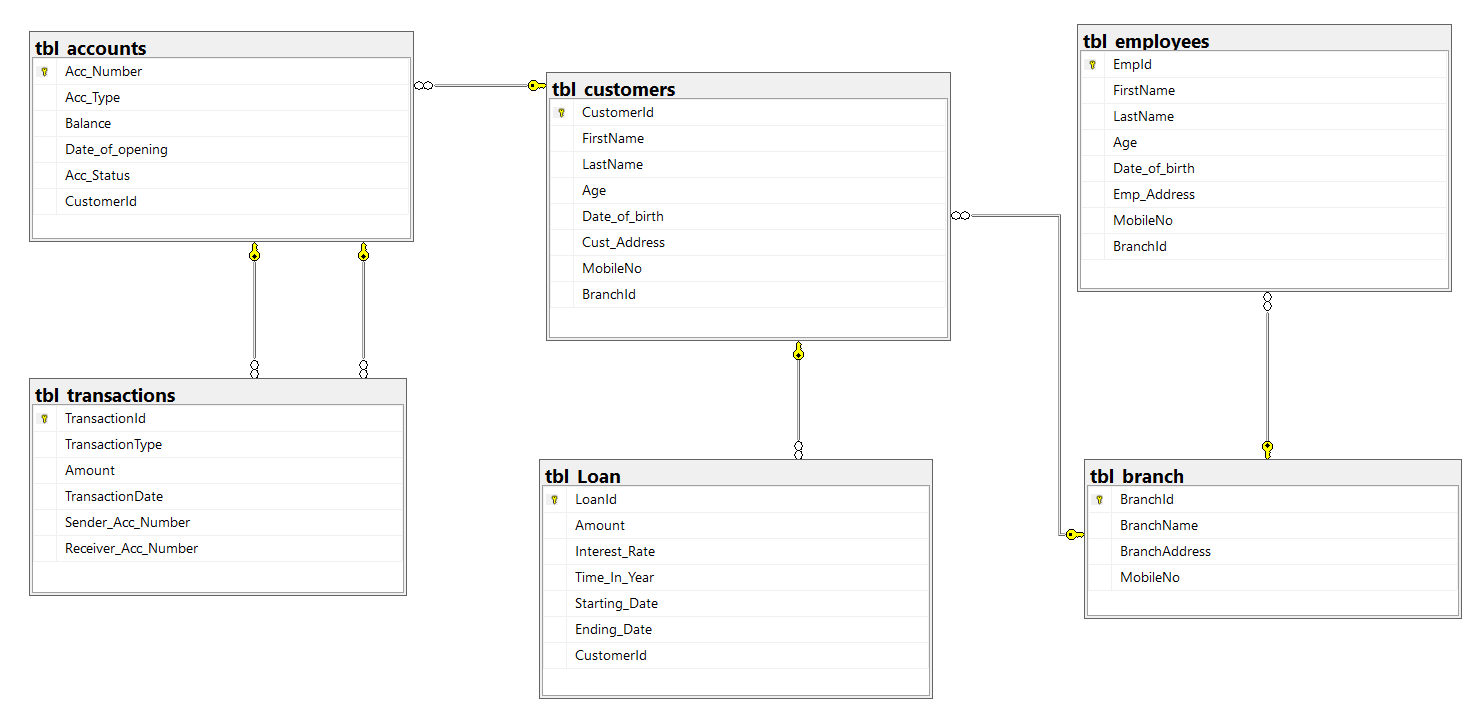 tbl_accounts
Acc_Number
Acc_Type
Balance
Date_of_opening
Acc_Status
CustomerId
tbl_customers
CustomerId
FirstName
LastName
Age
Date_of_birth
Cust_Address
MobileNo
BranchId
tbl_employees
EmpId
FirstName
LastName
Age
Date_of_birth
Emp_Address
MobileNo
BranchId
tbl_transactions
TransactionId
TransactionType
Amount
TransactionDate
Sender_Acc_Number
Receiver_Acc_Number
tbl_Loan
LoanId
Amount
Interest_Rate
Time_In_Year
Starting_Date
Ending_Date
CustomerId
tbl_branch
BranchId
BranchName
BranchAddress
MobileNo